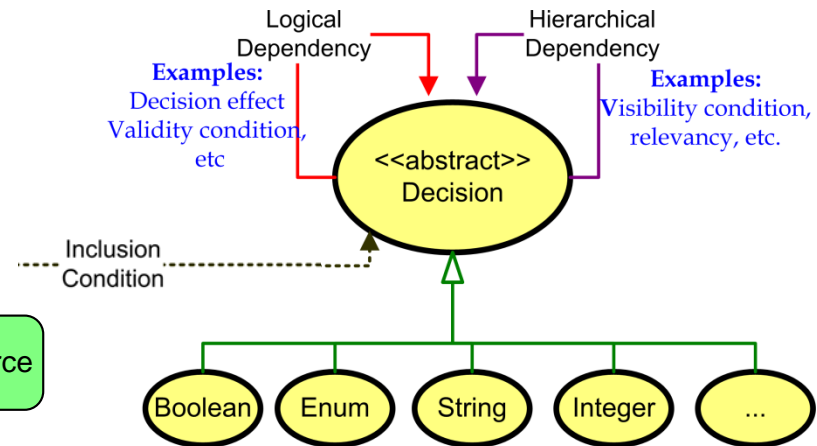 Logical
Dependency
Hierarchical
Dependency
Examples:
Decision effect
Validity condition,
etc
Examples:
Visibility condition,
relevancy, etc.
<<abstract>>
Decision
Inclusion
Condition
rce
Boolean
Enum
String
Integer
...